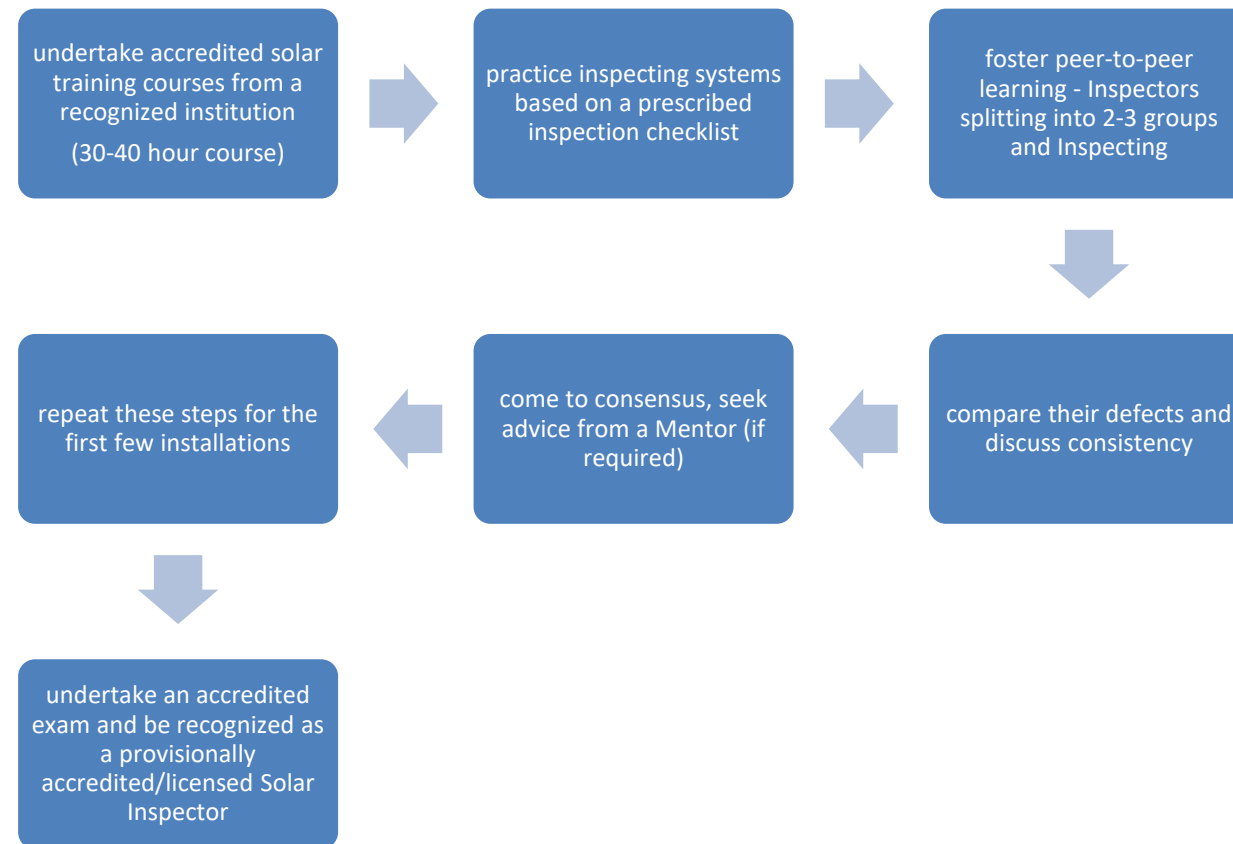 undertake accredited solar
training courses from a
recognized institution
(30-40 hour course)
practice inspecting systems
based on a prescribed
inspection checklist
foster peer-to-peer
learning - Inspectors
splitting into 2-3 groups
and Inspecting
compare their defects and
discuss consistency
come to consensus, seek
advice from a Mentor (if
required)
repeat these steps for the
first few installations
undertake an accredited
exam and be recognized as
a provisionally
accredited/licensed Solar
Inspector